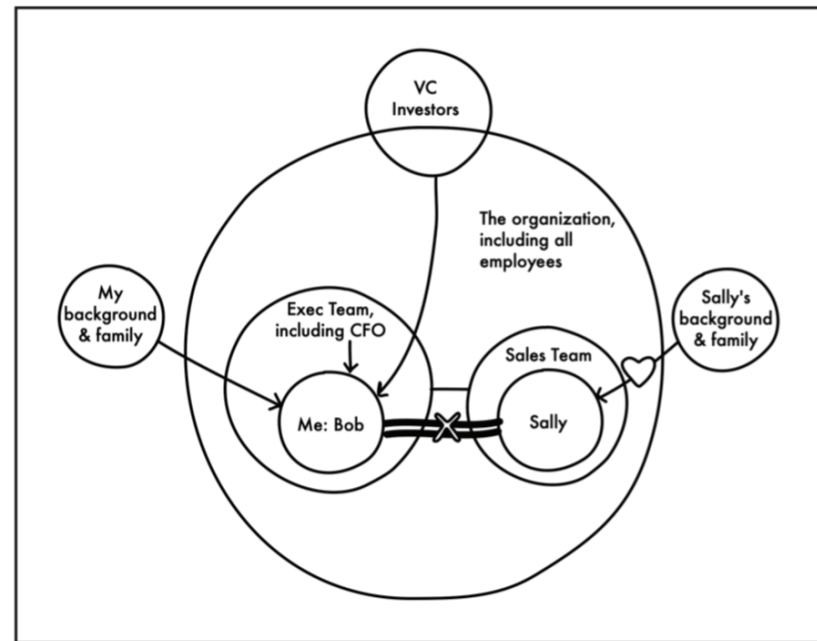 VC
Investors
The organization,
including all
employees
My
background
& family
Exec Team,
including CFO
Sally's
background
& family
Sales Team
Me: Bob
Sally